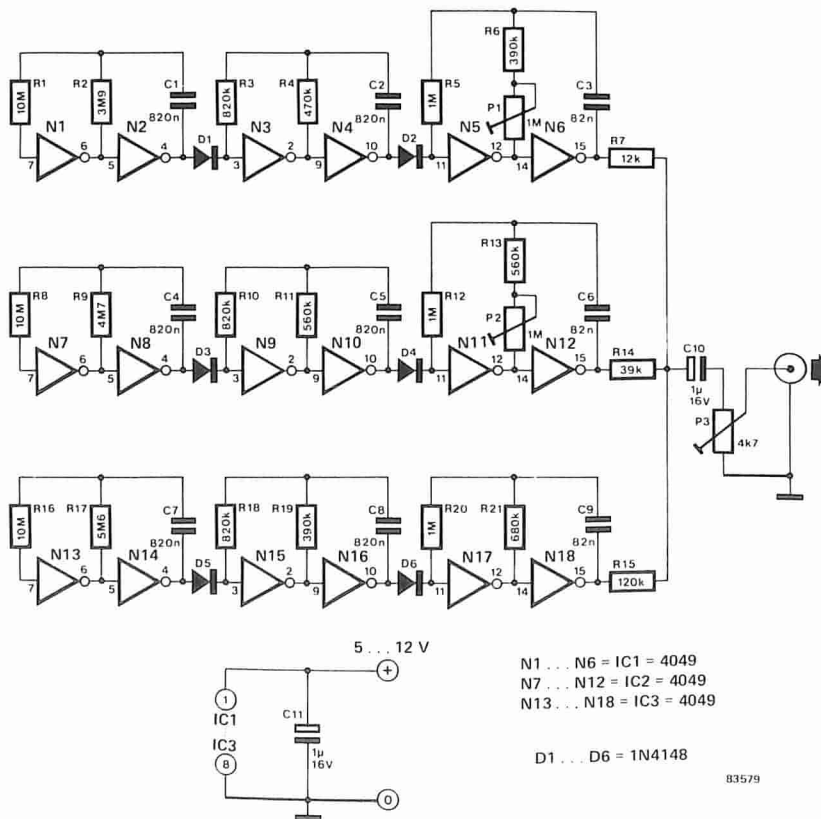 R1 10M
R2 3M9
C1 820n
D1
N1 N2
7 6 5 4
R3 820k
R4 470k
C2 820n
D2
N3 N4
3 2 9 10
R5 1M
R6 390k
P1 1M
C3 82n
N5 N6
11 12 14 15
R7 12k
R8 10M
R9 4M7
C4 820n
D3
N7 N8
7 6 5 4
R10 820k
R11 560k
C5 820n
D4
N9 N10
3 2 9 10
R12 1M
R13 560k
P2 1M
C6 82n
N11 N12
11 12 14 15
R14 39k
C10 1µ 16V
P3 4k7
R16 10M
R17 5M6
C7 820n
D5
N13 N14
7 6 5 4
R18 820k
R19 390k
C8 820n
D6
N15 N16
3 2 9 10
R20 1M
R21 680k
C9 82n
N17 N18
11 12 14 15
R15 120k
5 . . . 12 V
+
1
IC1
IC3
8
C11
1µ
16V
0
N1 . . . N6 = IC1 = 4049
N7 . . . N12 = IC2 = 4049
N13 . . . N18 = IC3 = 4049
D1 . . . D6 = 1N4148
83579